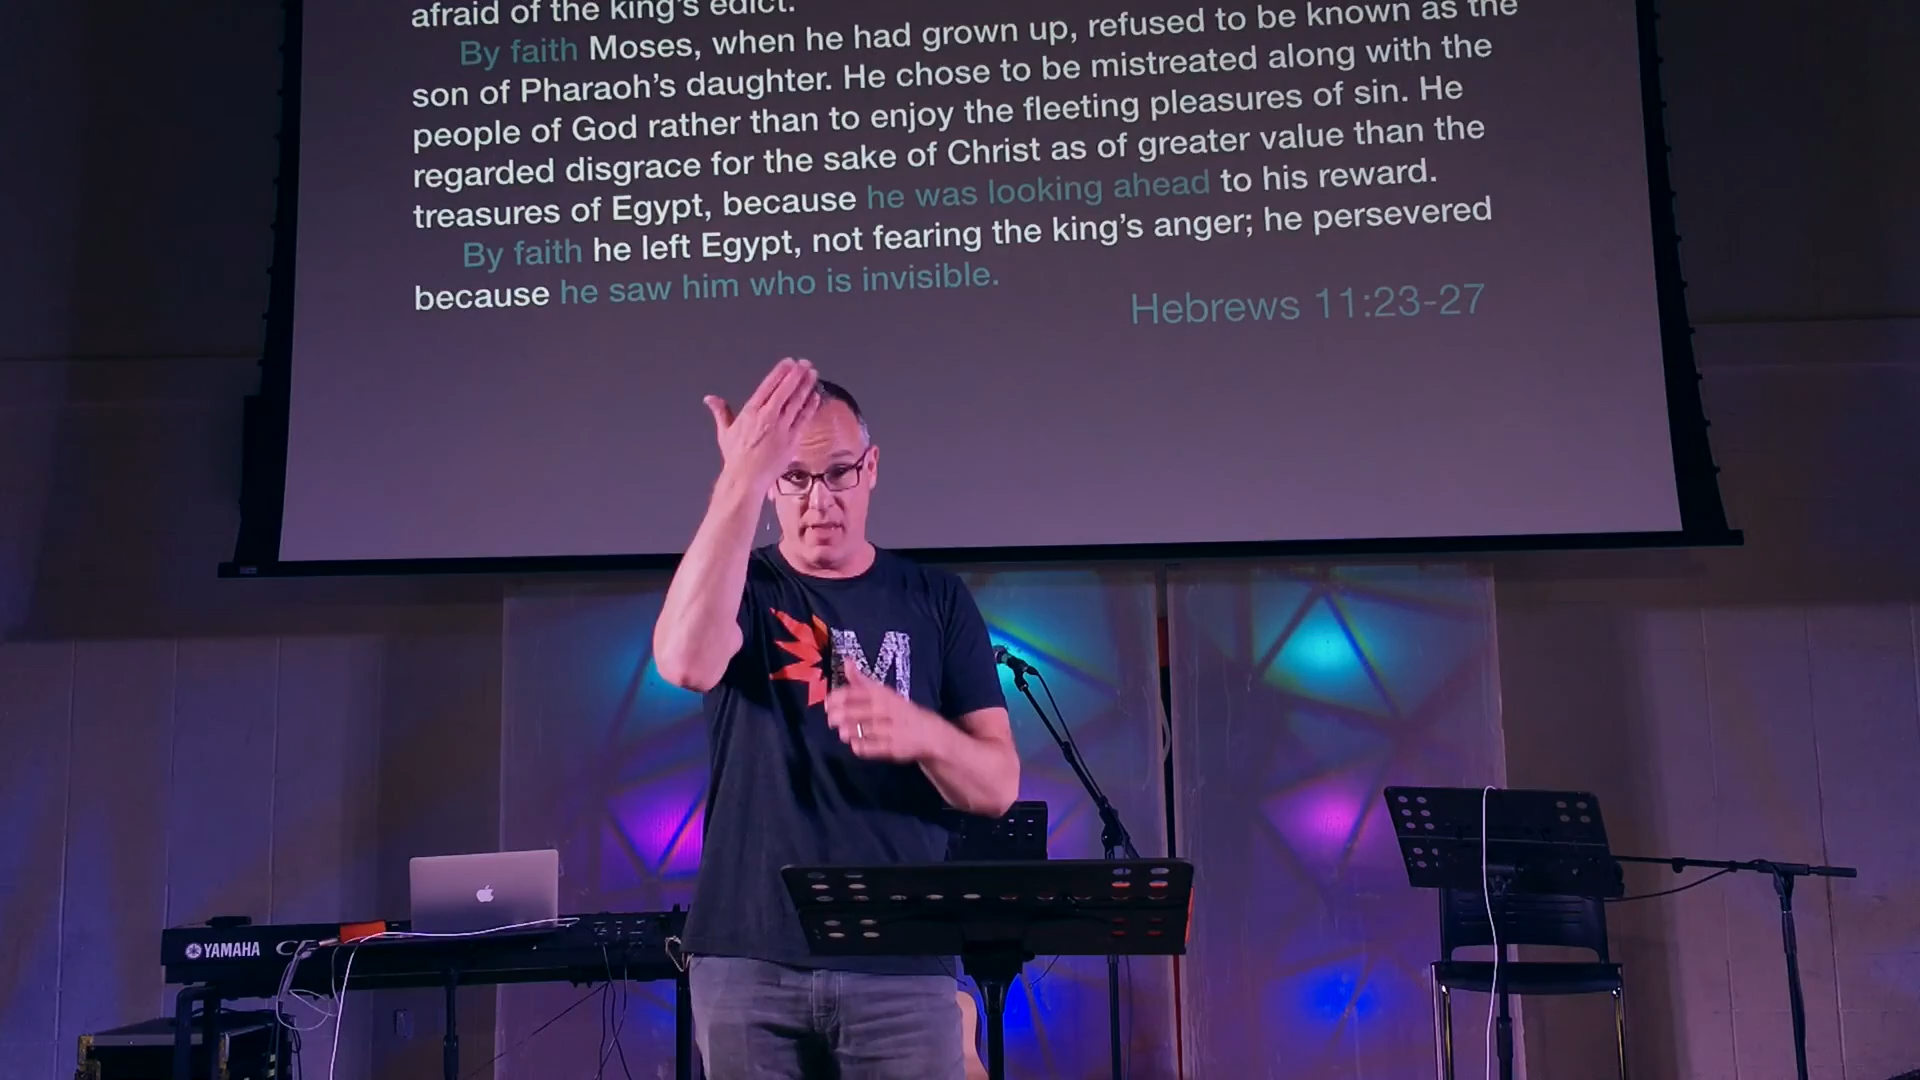 afraid of the king's edict.
By faith Moses, when he had grown up, refused to be known as the
son of Pharaoh's daughter. He chose to be mistreated along with the
people of God rather than to enjoy the fleeting pleasures of sin. He
regarded disgrace for the sake of Christ as of greater value than the
treasures of Egypt, because he was looking ahead to his reward.
By faith he left Egypt, not fearing the king's anger; he persevered
because he saw him who is invisible.
Hebrews 11:23-27
M
YAMAHA